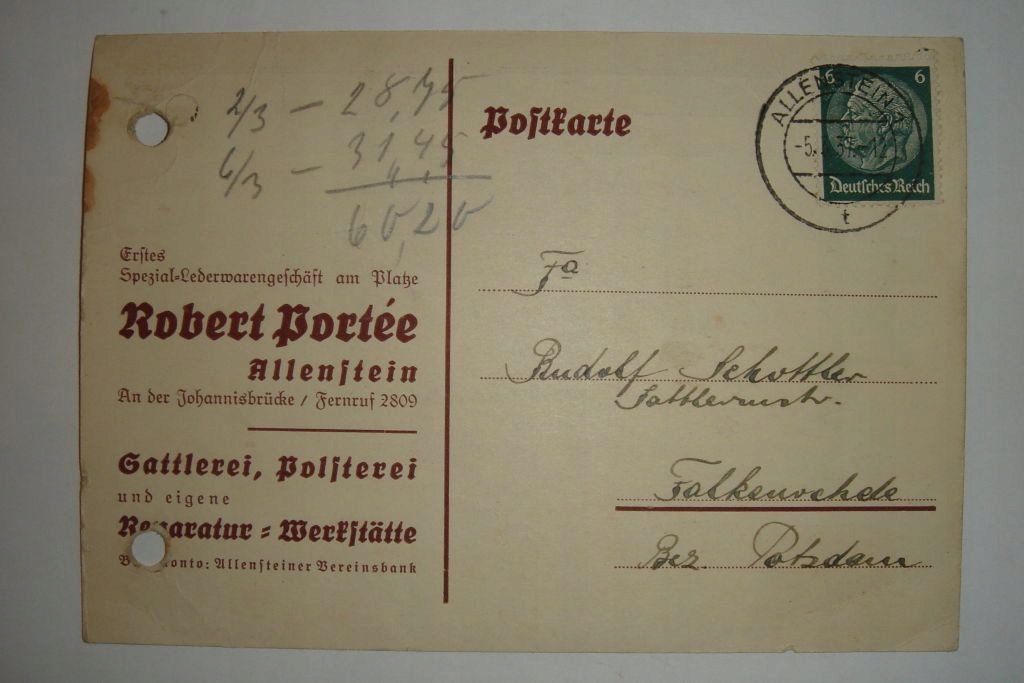 2/3 — 28,75
4/3 — 31,45
60,20
Postkarte
ALLENSTEIN
-5.
t
6 6
Deutsches Reich
Erstes
Spezial-Lederwarengeschäft am Platze
Robert Portée
Allenstein
An der Johannisbrücke / Fernruf 2809
Sattlerei, Polsterei
und eigene
Reparatur = Werkstätte
onto: Allensteiner Vereinsbank
Fa
Rudolf Schottler
Sattlermstr.
Falkenrehde
Bez. Potsdam